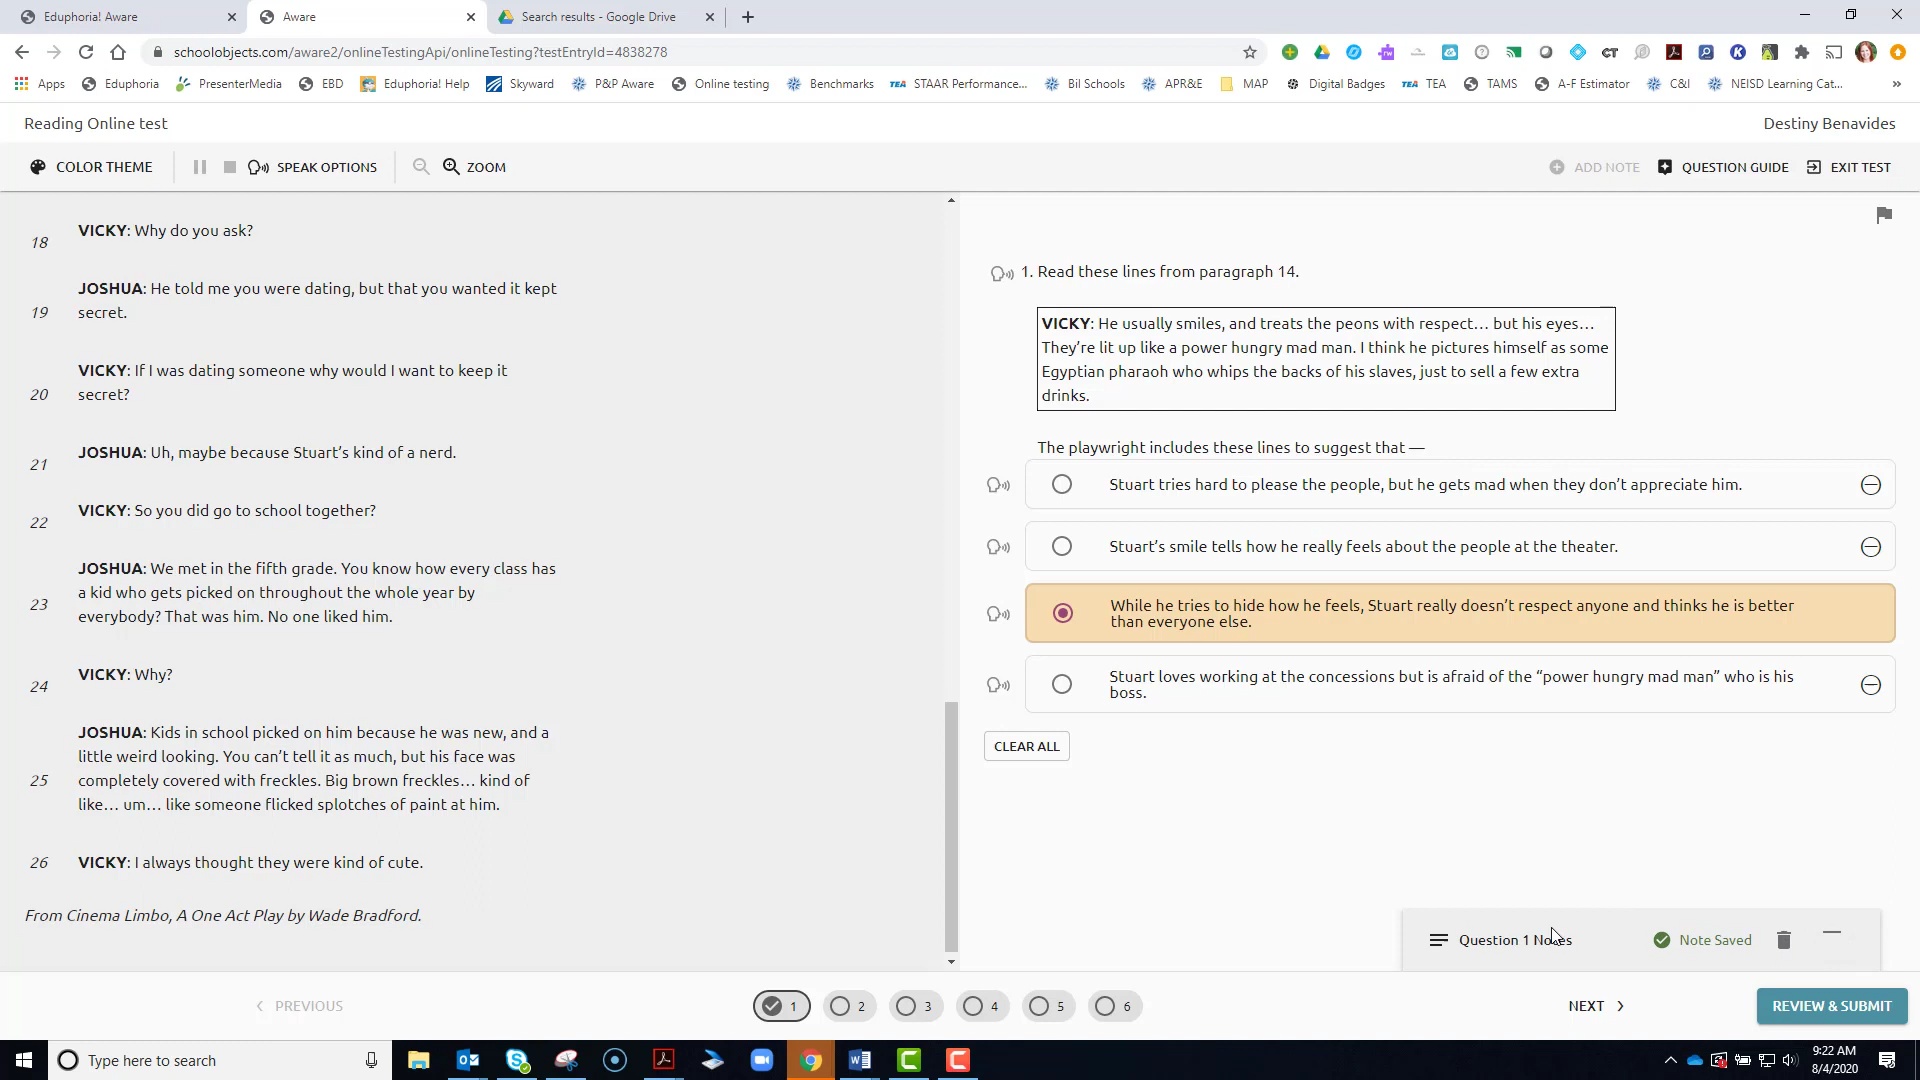 Eduphoria! Aware
Aware
Search results - Google Drive
schoolobjects.com/aware2/onlineTestingApi/onlineTesting?testEntryId=4838278
Apps
Eduphoria
PresenterMedia
EBD
Eduphoria! Help
Skyward
P&P Aware
Online testing
Benchmarks
TEA STAAR Performance...
Bil Schools
APR&E
MAP
Digital Badges
TEA TEA
TAMS
A-F Estimator
C&I
NEISD Learning Cat...
»
Reading Online test
Destiny Benavides
COLOR THEME
SPEAK OPTIONS
ZOOM
ADD NOTE
QUESTION GUIDE
EXIT TEST
18 VICKY: Why do you ask?
JOSHUA: He told me you were dating, but that you wanted it kept
19 secret.
VICKY: If I was dating someone why would I want to keep it
20 secret?
21 JOSHUA: Uh, maybe because Stuart's kind of a nerd.
22 VICKY: So you did go to school together?
JOSHUA: We met in the fifth grade. You know how every class has
23 a kid who gets picked on throughout the whole year by
everybody? That was him. No one liked him.
24 VICKY: Why?
JOSHUA: Kids in school picked on him because he was new, and a
little weird looking. You can't tell it as much, but his face was
25 completely covered with freckles. Big brown freckles... kind of
like... um... like someone flicked splotches of paint at him.
26 VICKY: I always thought they were kind of cute.
From Cinema Limbo, A One Act Play by Wade Bradford.
1. Read these lines from paragraph 14.
VICKY: He usually smiles, and treats the peons with respect... but his eyes...
They're lit up like a power hungry mad man. I think he pictures himself as some
Egyptian pharaoh who whips the backs of his slaves, just to sell a few extra
drinks.
The playwright includes these lines to suggest that —
Stuart tries hard to please the people, but he gets mad when they don't appreciate him.
Stuart's smile tells how he really feels about the people at the theater.
While he tries to hide how he feels, Stuart really doesn't respect anyone and thinks he is better
than everyone else.
Stuart loves working at the concessions but is afraid of the "power hungry mad man" who is his
boss.
CLEAR ALL
Question 1 Notes
Note Saved
PREVIOUS
1
2
3
4
5
6
NEXT
REVIEW & SUBMIT
Type here to search
9:22 AM
8/4/2020